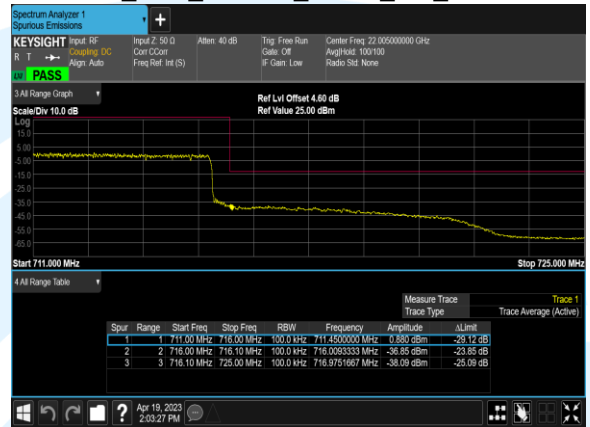 Spectrum Analyzer 1
Spurious Emissions
KEYSIGHT Input: RF Input Z: 50 Ω Atten: 40 dB Trig: Free Run Center Freq: 22.005000000 GHz
R T Coupling: DC Corr CCorr Gate: Off Avg|Hold: 100/100
Align: Auto Freq Ref: Int (S) IF Gain: Low Radio Std: None
PASS
3 All Range Graph
Ref Lvl Offset 4.60 dB
Scale/Div 10.0 dB Ref Value 25.00 dBm
Log
15.0
5.00
-5.00
-15.0
-25.0
-35.0
-45.0
-55.0
-65.0
Start 711.000 MHz Stop 725.000 MHz
4 All Range Table
Measure Trace Trace 1
Trace Type Trace Average (Active)
Spur Range Start Freq Stop Freq RBW Frequency Amplitude ΔLimit
1 1 711.00 MHz 716.00 MHz 100.0 kHz 711.4500000 MHz 0.880 dBm -29.12 dB
2 2 716.00 MHz 716.10 MHz 100.0 kHz 716.0093333 MHz -36.85 dBm -23.85 dB
3 3 716.10 MHz 725.00 MHz 100.0 kHz 716.9751667 MHz -38.09 dBm -25.09 dB
? Apr 19, 2023
2:03:27 PM